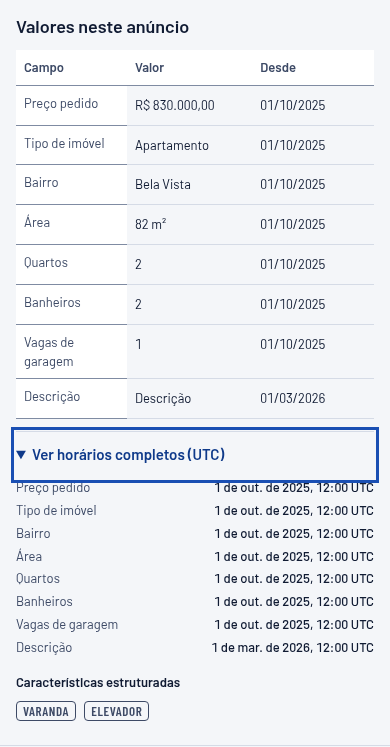 Valores neste anúncio
Campo Valor Desde
Preço pedido R$ 830.000,00 01/10/2025
Tipo de imóvel Apartamento 01/10/2025
Bairro Bela Vista 01/10/2025
Área 82 m² 01/10/2025
Quartos 2 01/10/2025
Banheiros 2 01/10/2025
Vagas de garagem 1 01/10/2025
Descrição Descrição 01/03/2026
▼ Ver horários completos (UTC)
Preço pedido 1 de out. de 2025, 12:00 UTC
Tipo de imóvel 1 de out. de 2025, 12:00 UTC
Bairro 1 de out. de 2025, 12:00 UTC
Área 1 de out. de 2025, 12:00 UTC
Quartos 1 de out. de 2025, 12:00 UTC
Banheiros 1 de out. de 2025, 12:00 UTC
Vagas de garagem 1 de out. de 2025, 12:00 UTC
Descrição 1 de mar. de 2026, 12:00 UTC
Características estruturadas
VARANDA ELEVADOR